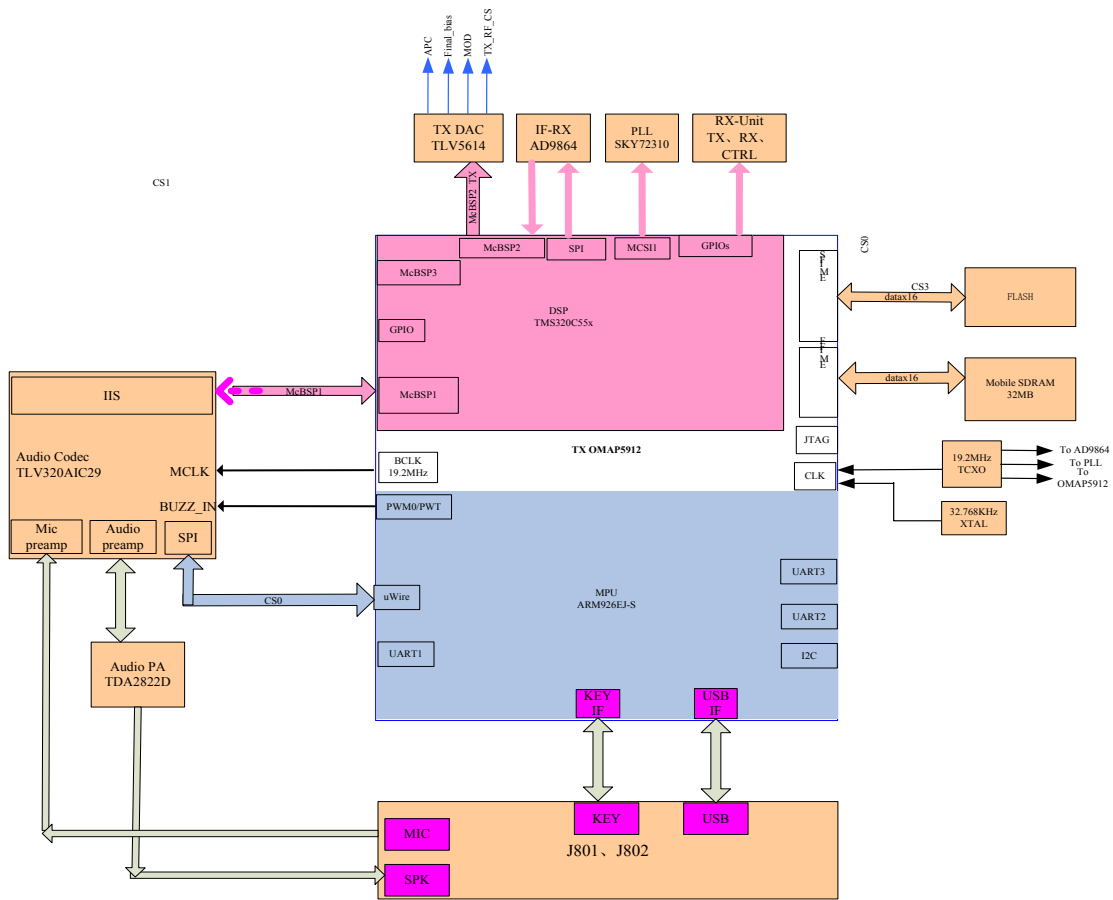 APC
Final_bias
MOD
TX_RF_CS
TX DAC
TLV5614
IF-RX
AD9864
PLL
SKY72310
RX-Unit
TX、RX、
CTRL
CS1
McBSP2_TX
CS0
McBSP2
SPI
MCSI1
GPIOs
McBSP3
DSP
TMS320C55x
GPIO
McBSP1
EMIFS
EMIFF
CS3
datax16
FLASH
datax16
Mobile SDRAM
32MB
IIS
McBSP1
Audio Codec
TLV320AIC29
MCLK
BUZZ_IN
Mic
preamp
Audio
preamp
SPI
TX OMAP5912
BCLK
19.2MHz
JTAG
CLK
19.2MHz
TCXO
To AD9864
To PLL
To
OMAP5912
32.768KHz
XTAL
PWM0/PWT
MPU
ARM926EJ-S
UART3
UART2
I2C
uWire
CS0
UART1
Audio PA
TDA2822D
KEY
IF
USB
IF
MIC
KEY
USB
J801、J802
SPK